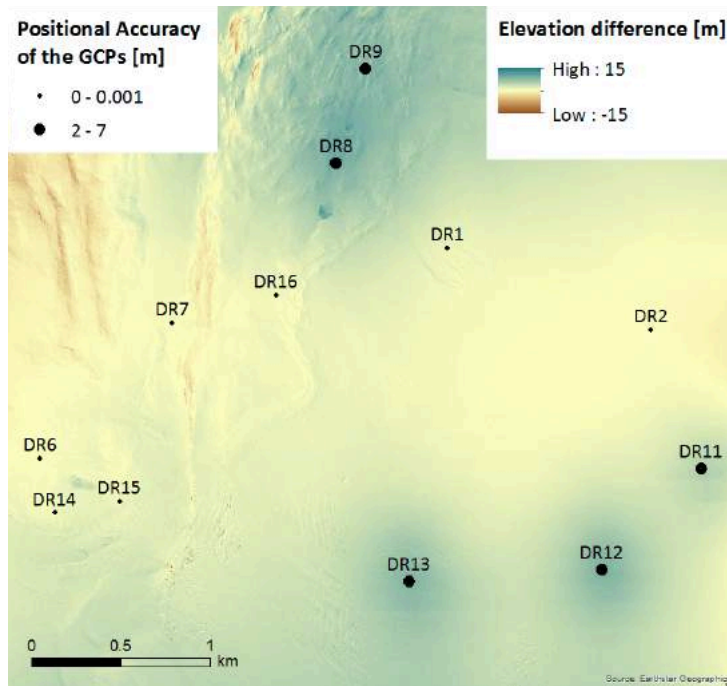 Positional Accuracy
of the GCPs [m]
0 - 0.001
2 - 7
Elevation difference [m]
High : 15
Low : -15
DR9
DR8
DR1
DR16
DR7
DR2
DR6
DR11
DR15
DR14
DR12
DR13
0 0.5 1
km
Source: Earthstar Geographic